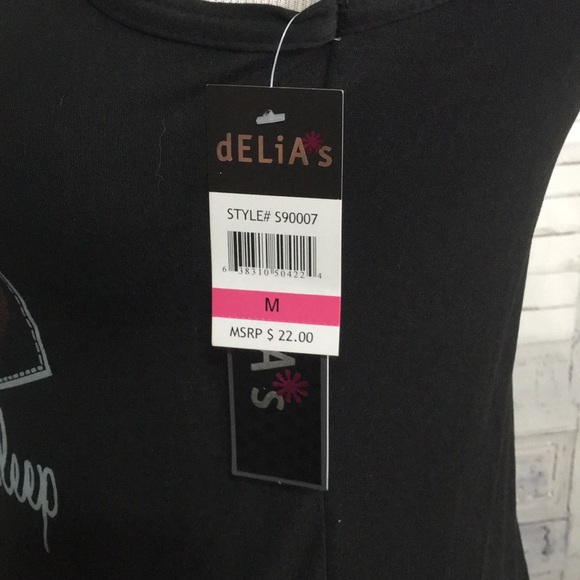 dELiA*s
STYLE# S90007
6 38310 50422 4
M
MSRP $ 22.00
A*s